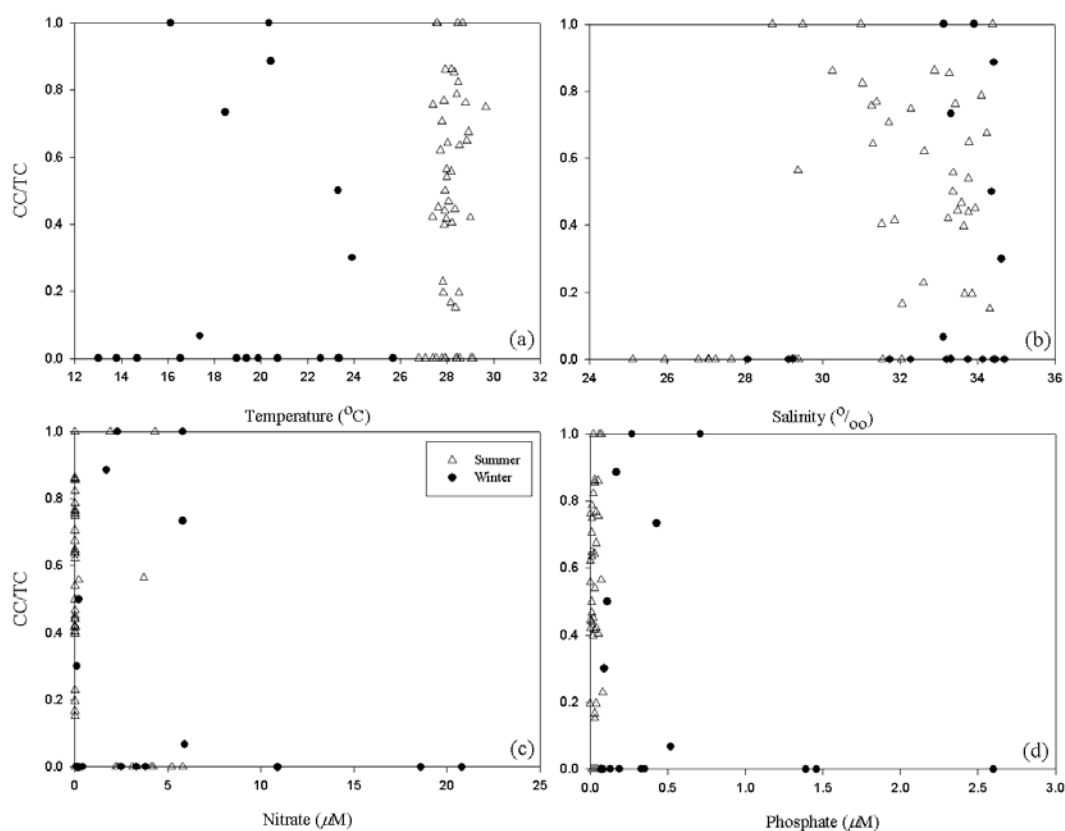 1.0 1.0
0.8 0.8
0.6 0.6
CC/TC
0.4 0.4
0.2 0.2
(a) (b)
0.0 0.0
12 14 16 18 20 22 24 26 28 30 32 24 26 28 30 32 34 36
Temperature (⁰C) Salinity (⁰/₀₀)
1.0 1.0
Summer
Winter
0.8 0.8
0.6 0.6
CC/TC
0.4 0.4
0.2 0.2
(c) (d)
0.0 0.0
0 5 10 15 20 25 0.0 0.5 1.0 1.5 2.0 2.5 3.0
Nitrate (μM) Phosphate (μM)